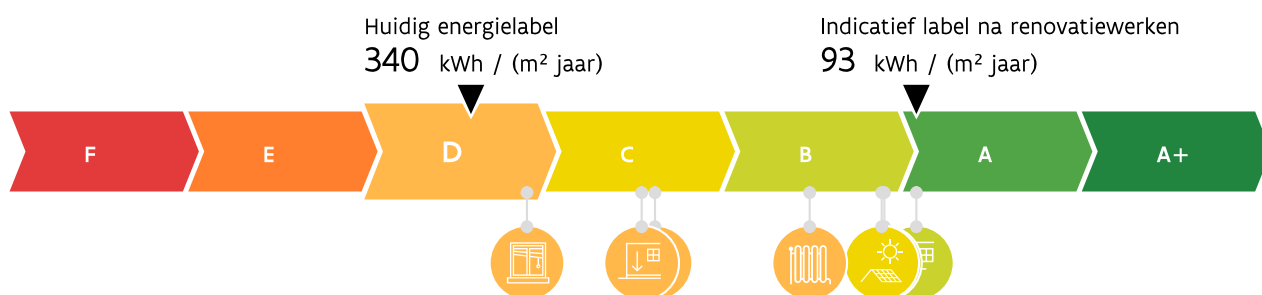 Huidig energielabel
340 kWh / (m² jaar)
Indicatief label na renovatiewerken
93 kWh / (m² jaar)
F E D C B A A+